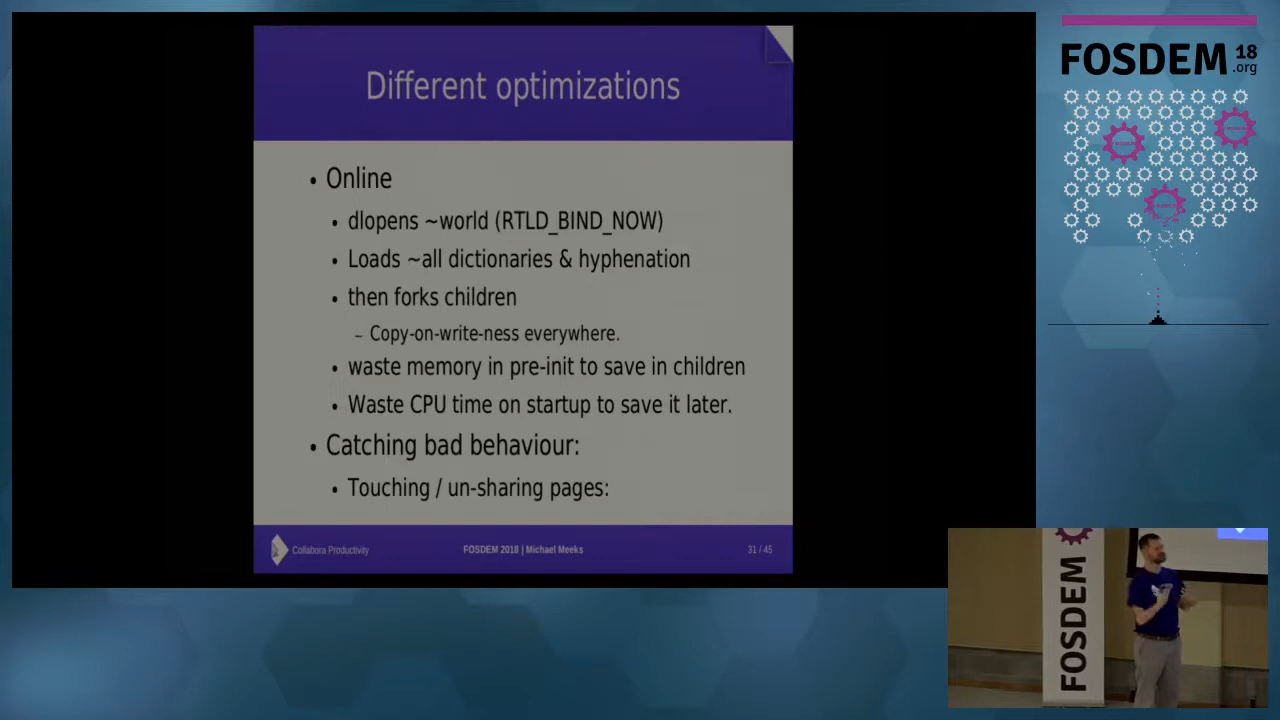 Different optimizations
• Online
• dlopens ~world (RTLD_BIND_NOW)
• Loads ~all dictionaries & hyphenation
• then forks children
– Copy-on-write-ness everywhere.
• waste memory in pre-init to save in children
• Waste CPU time on startup to save it later.
• Catching bad behaviour:
• Touching / un-sharing pages:
Collabora Productivity
FOSDEM 2018 | Michael Meeks
31 / 45
FOSDEM 18
.org
FOSDEM